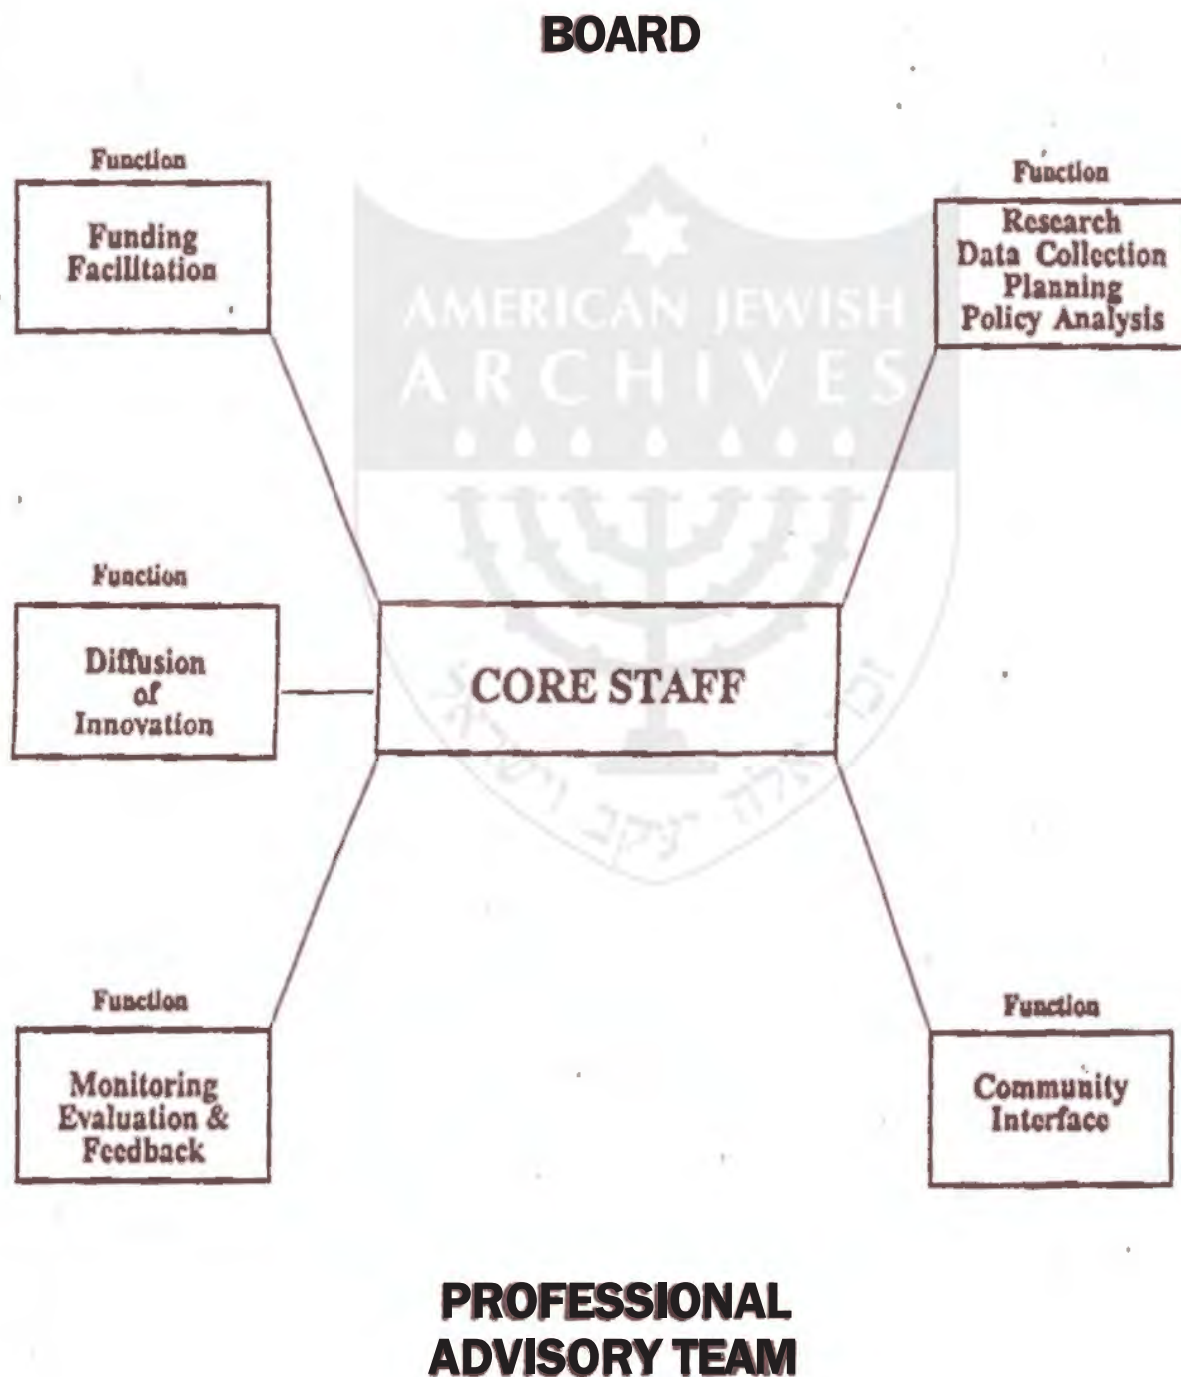 BOARD
Function
Funding
Facilitation
Function
Research
Data Collection
Planning
Policy Analysis
AMERICAN JEWISH
ARCHIVES
Function
Diffusion
of
Innovation
CORE STAFF
Function
Monitoring
Evaluation &
Feedback
Function
Community
Interface
PROFESSIONAL
ADVISORY TEAM